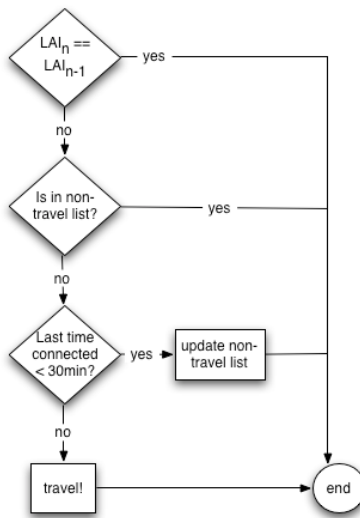 LAIn ==
LAIn-1
yes
no
Is in non-
travel list?
yes
no
Last time
connected
< 30min?
yes
update non-
travel list
no
travel!
end